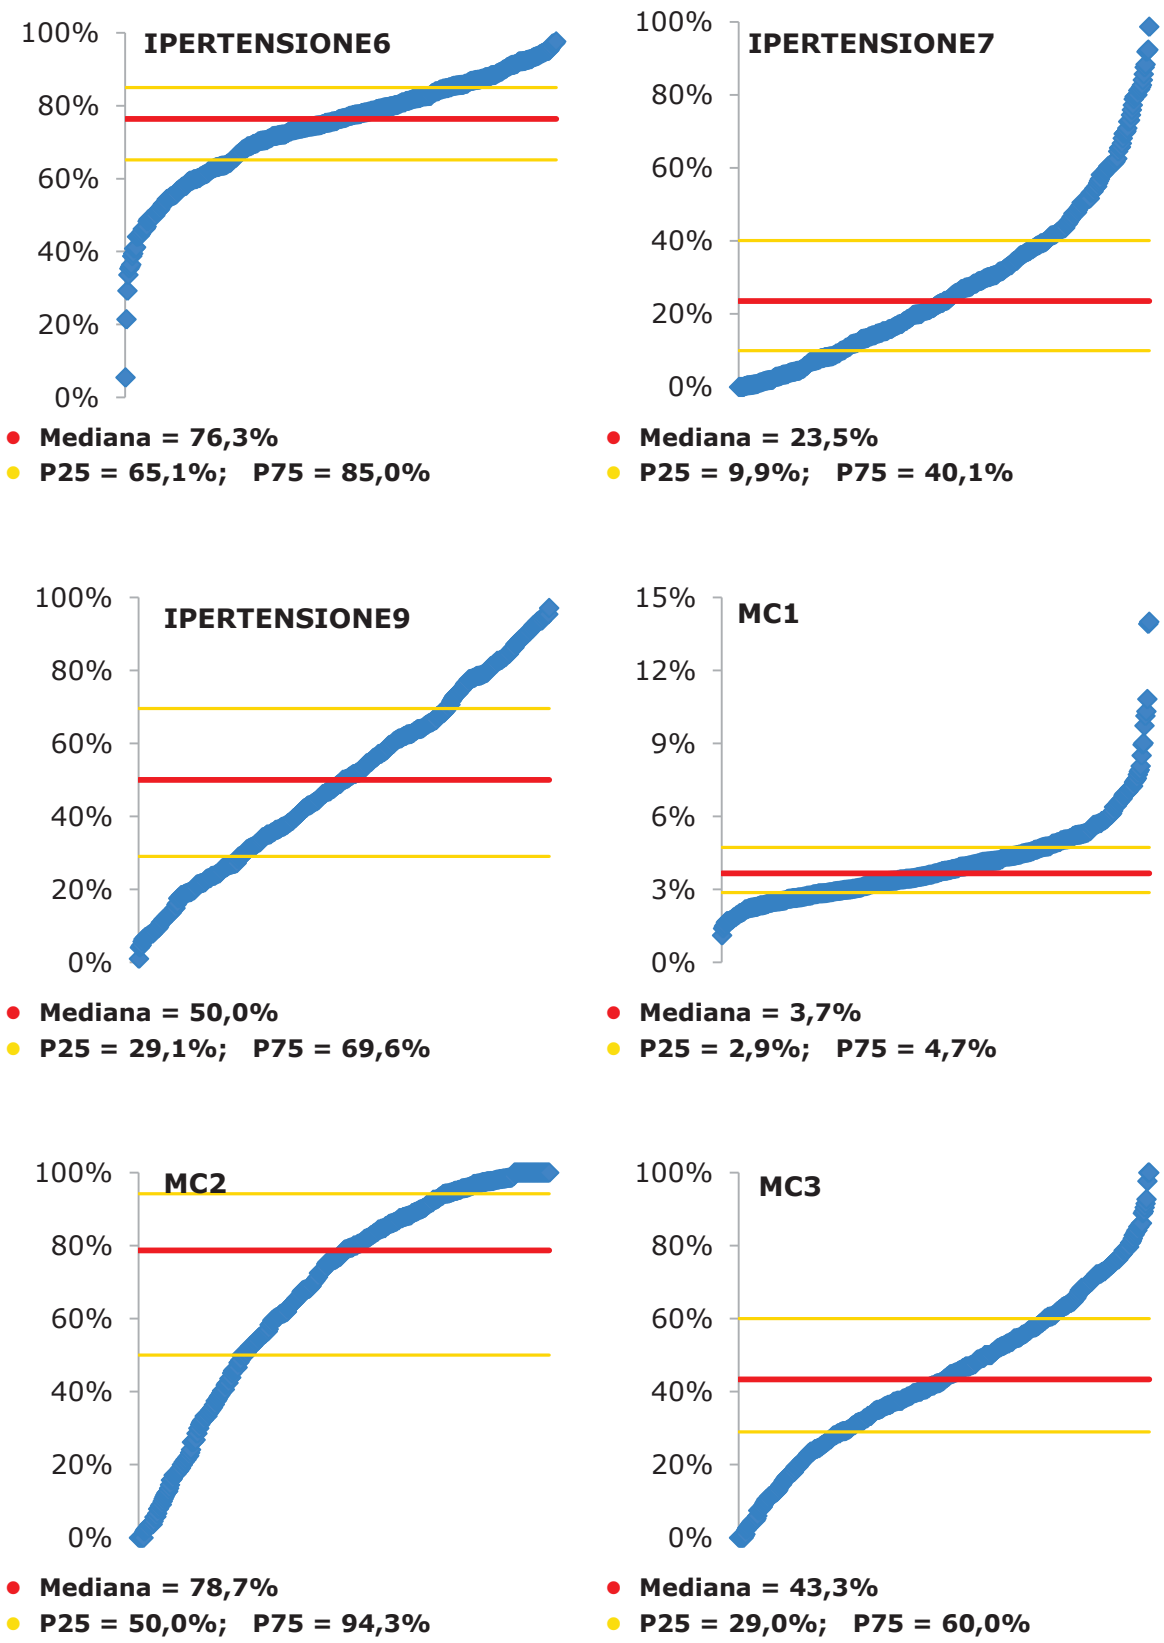 IPERTENSIONE6
100%
80%
60%
40%
20%
0%
● Mediana = 76,3%
● P25 = 65,1%; P75 = 85,0%
IPERTENSIONE7
100%
80%
60%
40%
20%
0%
● Mediana = 23,5%
● P25 = 9,9%; P75 = 40,1%
IPERTENSIONE9
100%
80%
60%
40%
20%
0%
● Mediana = 50,0%
● P25 = 29,1%; P75 = 69,6%
MC1
15%
12%
9%
6%
3%
0%
● Mediana = 3,7%
● P25 = 2,9%; P75 = 4,7%
MC2
100%
80%
60%
40%
20%
0%
● Mediana = 78,7%
● P25 = 50,0%; P75 = 94,3%
MC3
100%
80%
60%
40%
20%
0%
● Mediana = 43,3%
● P25 = 29,0%; P75 = 60,0%